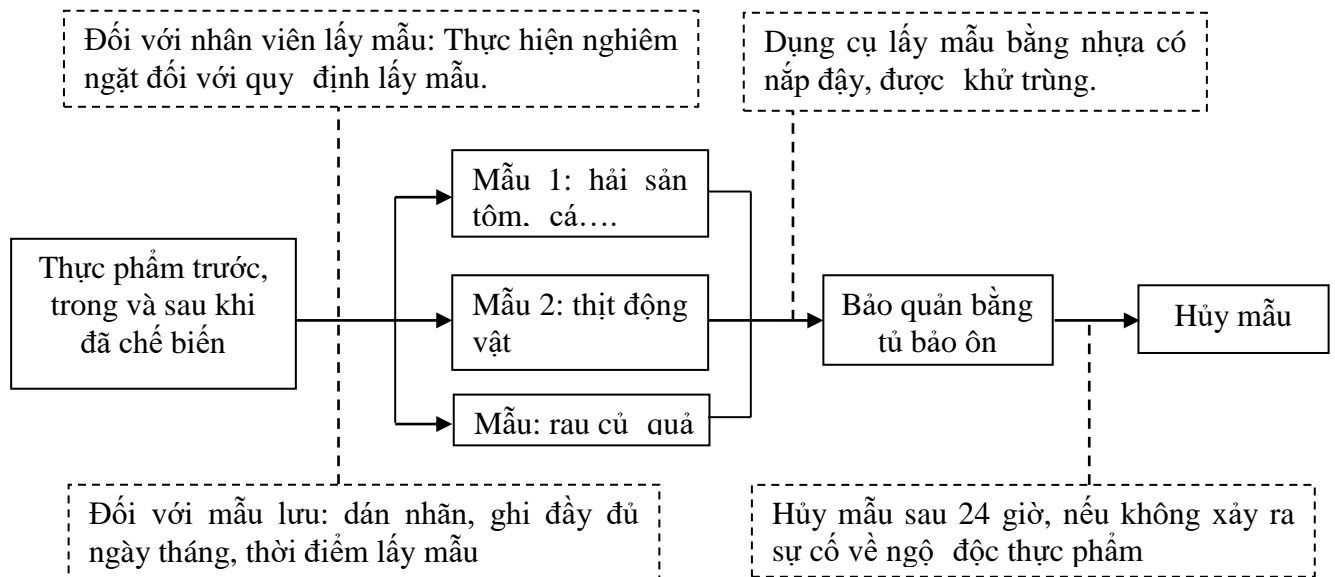 Đối với nhân viên lấy mẫu: Thực hiện nghiêm
ngặt đối với quy định lấy mẫu.
Dụng cụ lấy mẫu bằng nhựa có
nắp đậy, được khử trùng.
Mẫu 1: hải sản
tôm, cá….
Thực phẩm trước,
trong và sau khi
đã chế biến
Mẫu 2: thịt động
vật
Bảo quản bằng
tủ bảo ôn
Hủy mẫu
Mẫu: rau củ quả
Đối với mẫu lưu: dán nhãn, ghi đầy đủ
ngày tháng, thời điểm lấy mẫu
Hủy mẫu sau 24 giờ, nếu không xảy ra
sự cố về ngộ độc thực phẩm